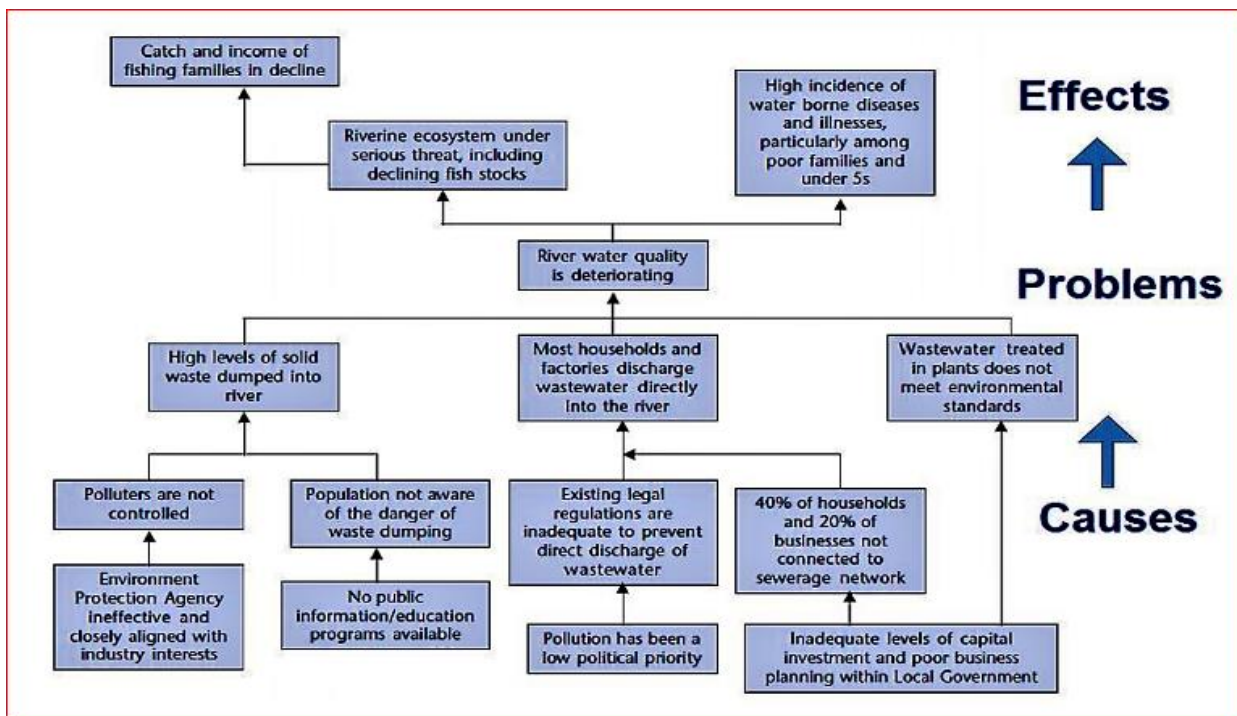 Catch and income of
fishing families in decline
High incidence of
water borne diseases
and illnesses,
particularly among
poor families and
under 5s
Effects
Riverine ecosystem under
serious threat, including
declining fish stocks
River water quality
is deteriorating
Problems
High levels of solid
waste dumped into
river
Most households and
factories discharge
wastewater directly
into the river
Wastewater treated
in plants does not
meet environmental
standards
Polluters are not
controlled
Population not aware
of the danger of
waste dumping
Existing legal
regulations are
inadequate to prevent
direct discharge of
wastewater
40% of households
and 20% of
businesses not
connected to
sewerage network
Causes
Environment
Protection Agency
ineffective and
closely aligned with
industry interests
No public
information/education
programs available
Pollution has been a
low political priority
Inadequate levels of capital
investment and poor business
planning within Local Government